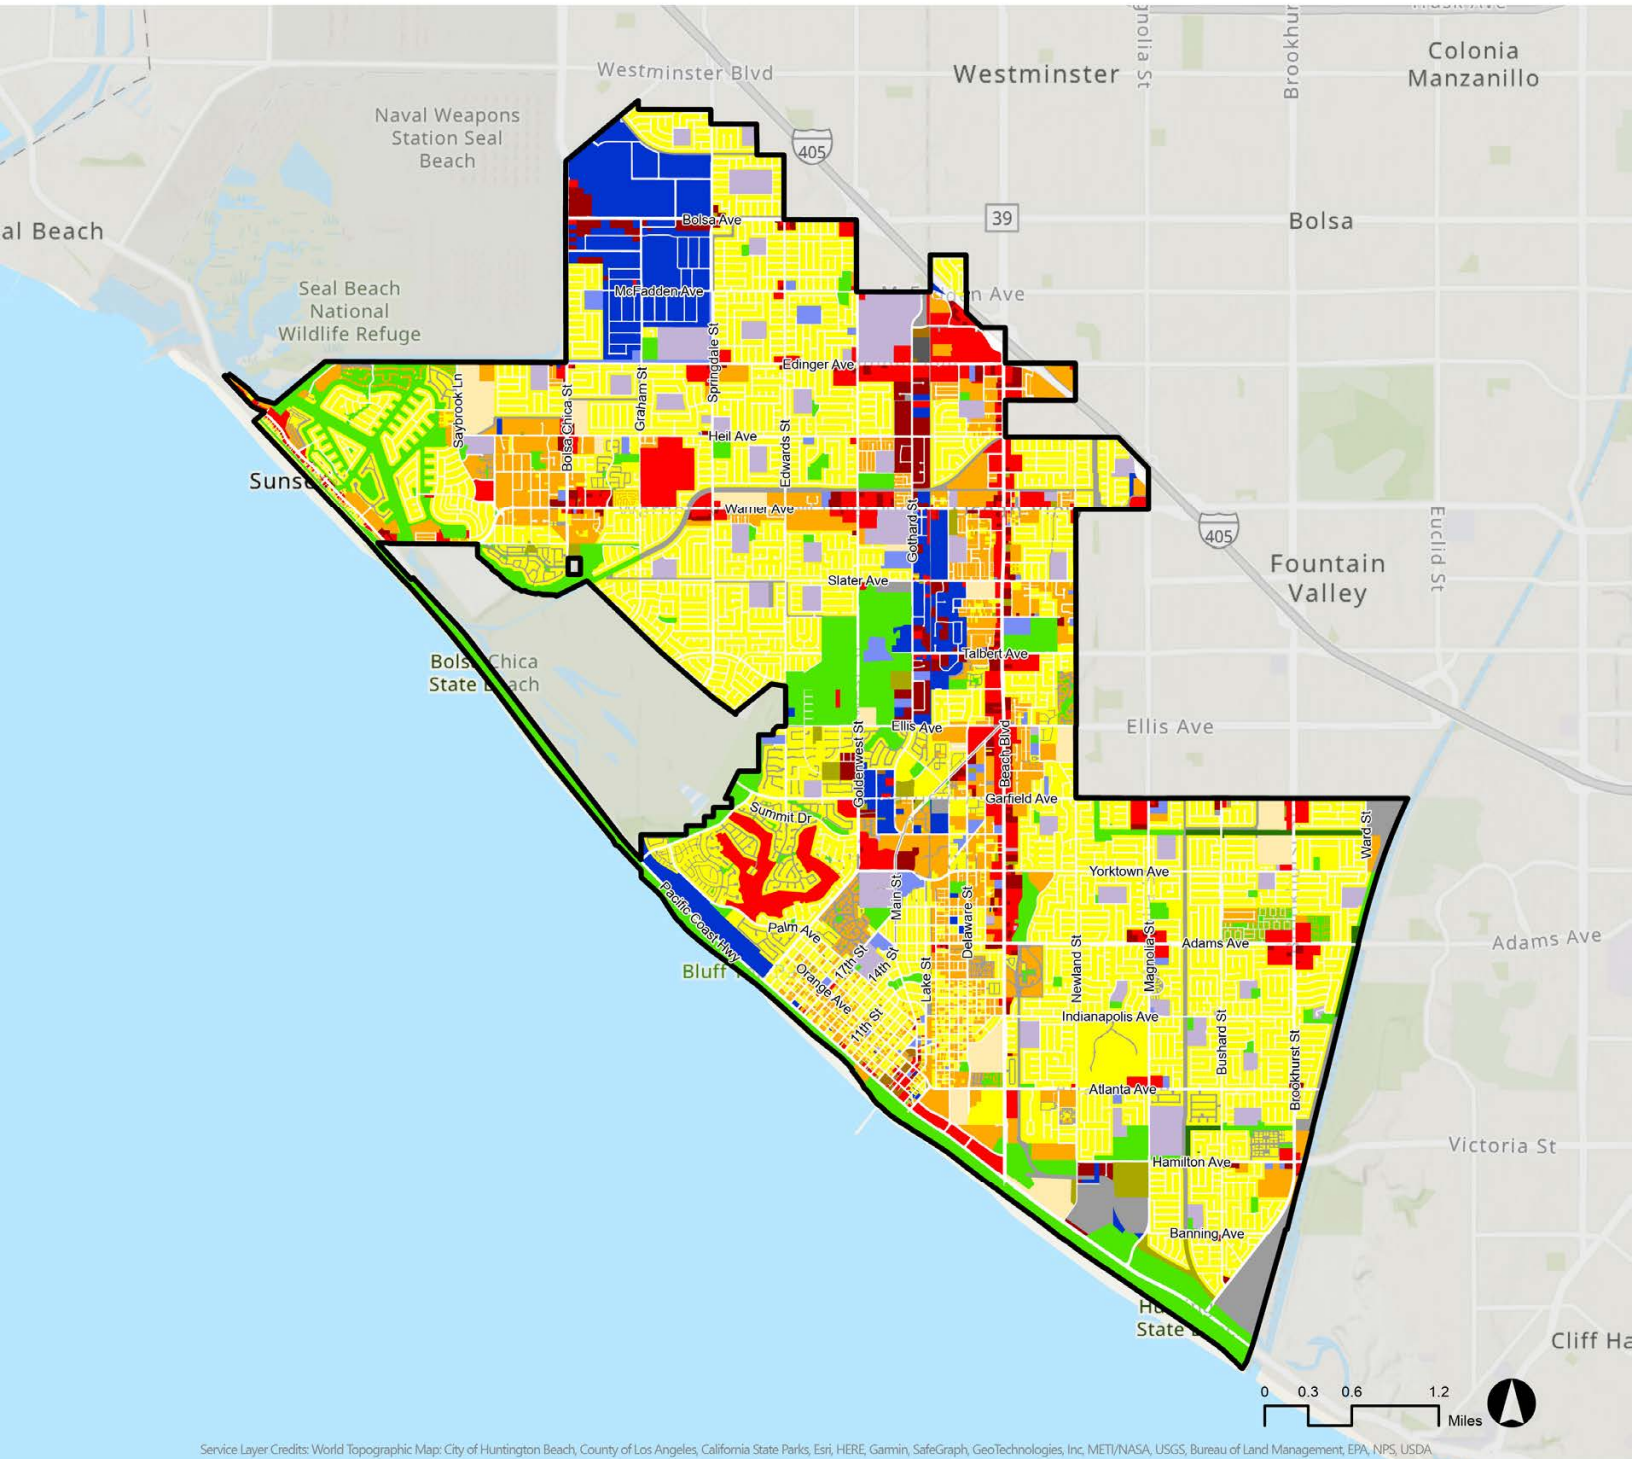 Westminster Blvd
Westminster
Colonia
Manzanillo
Naval Weapons
Station Seal
Beach
405
39
Bolsa
al Beach
Bolsa Ave
Seal Beach
National
Wildlife Refuge
McFadden Ave
Ave
Edinger Ave
Springdale St
Saybrook Ln
Bolsa Chica St
Graham St
Heil Ave
Edwards St
Warner Ave
Gothard St
405
Euclid St
Fountain
Valley
Slater Ave
Talbert Ave
Chica
State
Ellis Ave
Ellis Ave
Goldenwest St
Beach Blvd
Garfield Ave
Summit Dr
Ward St
Yorktown Ave
Main St
Delaware St
Pacific Coast Hwy
Palm Ave
17th St
14th St
Orange Ave
11th St
Lake St
Bluff
Newland St
Magnolia St
Adams Ave
Adams Ave
Indianapolis Ave
Bushard St
Brookhurst St
Atlanta Ave
Victoria St
Hamilton Ave
Banning Ave
State
Cliff Ha
0 0.3 0.6 1.2
Miles
Service Layer Credits: World Topographic Map: City of Huntington Beach, County of Los Angeles, California State Parks, Esri, HERE, Garmin, SafeGraph, GeoTechnologies, Inc, METI/NASA, USGS, Bureau of Land Management, EPA, NPS, USDA